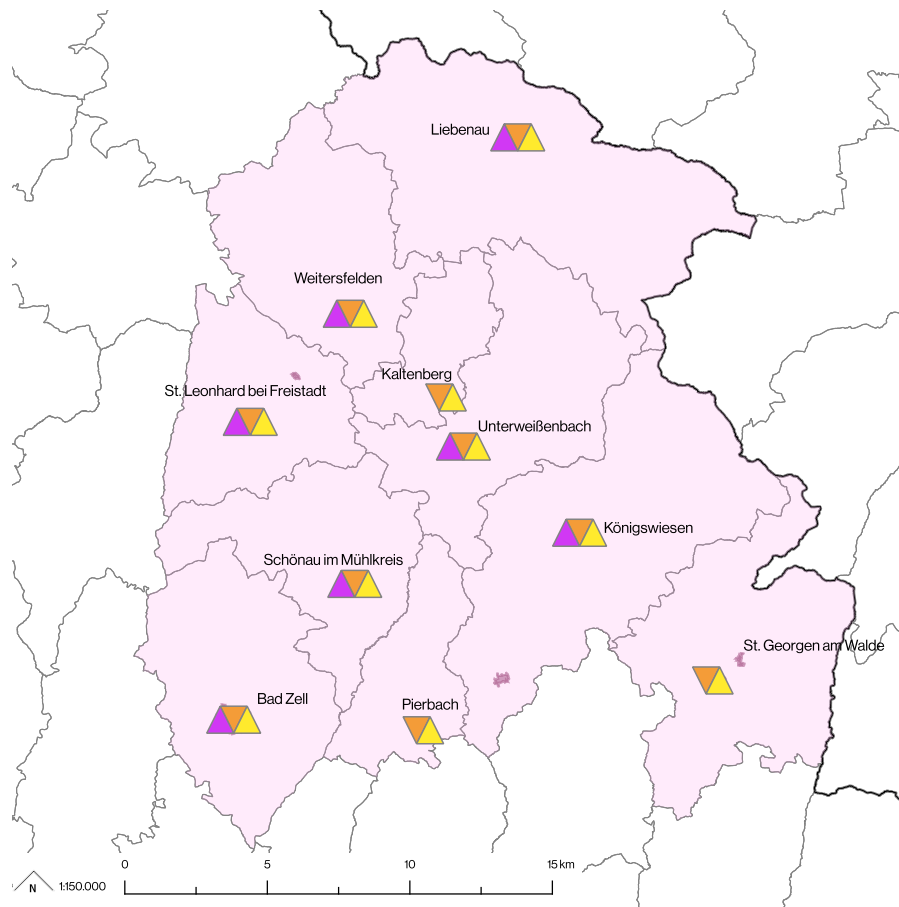 Liebenau
Weitersfelden
Kaltenberg
St. Leonhard bei Freistadt
Unterweißenbach
Königswiesen
Schönau im Mühlkreis
St. Georgen am Walde
Bad Zell
Pierbach
0 5 10 15 km
N 1:150.000